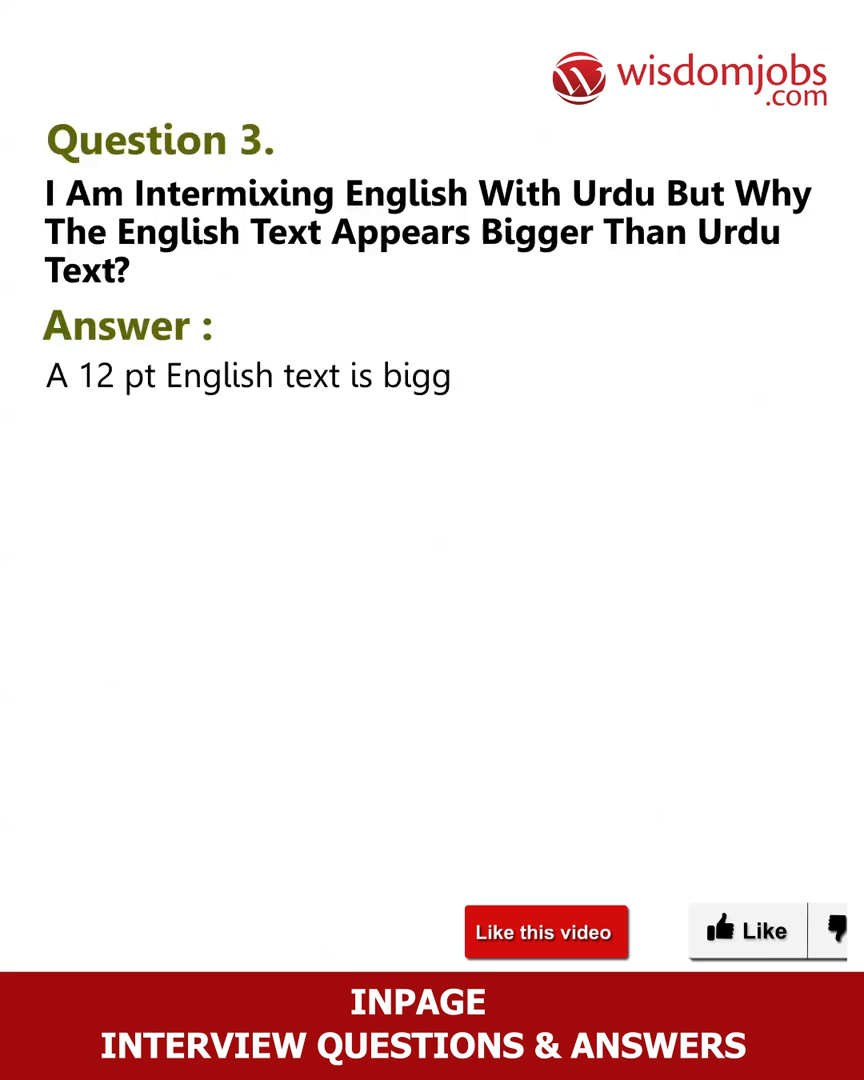 wisdomjobs
.com
Question 3.
I Am Intermixing English With Urdu But Why
The English Text Appears Bigger Than Urdu
Text?
Answer :
A 12 pt English text is bigg
Like this video
Like
INPAGE
INTERVIEW QUESTIONS & ANSWERS